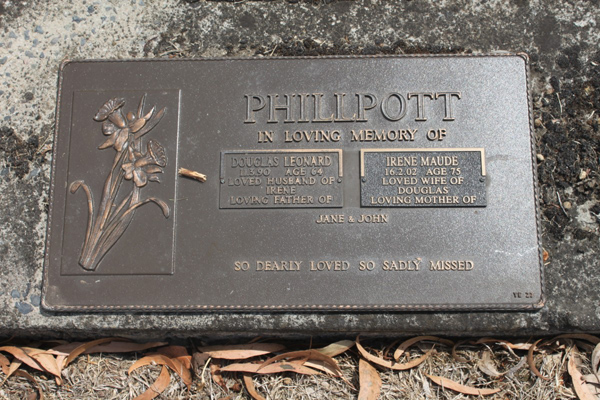 PHILLPOTT
IN LOVING MEMORY OF
DOUGLAS LEONARD
11.3.90 AGE 64
LOVED HUSBAND OF
IRENE
LOVING FATHER OF
IRENE MAUDE
16.2.02 AGE 75
LOVED WIFE OF
DOUGLAS
LOVING MOTHER OF
JANE & JOHN
SO DEARLY LOVED SO SADLY MISSED